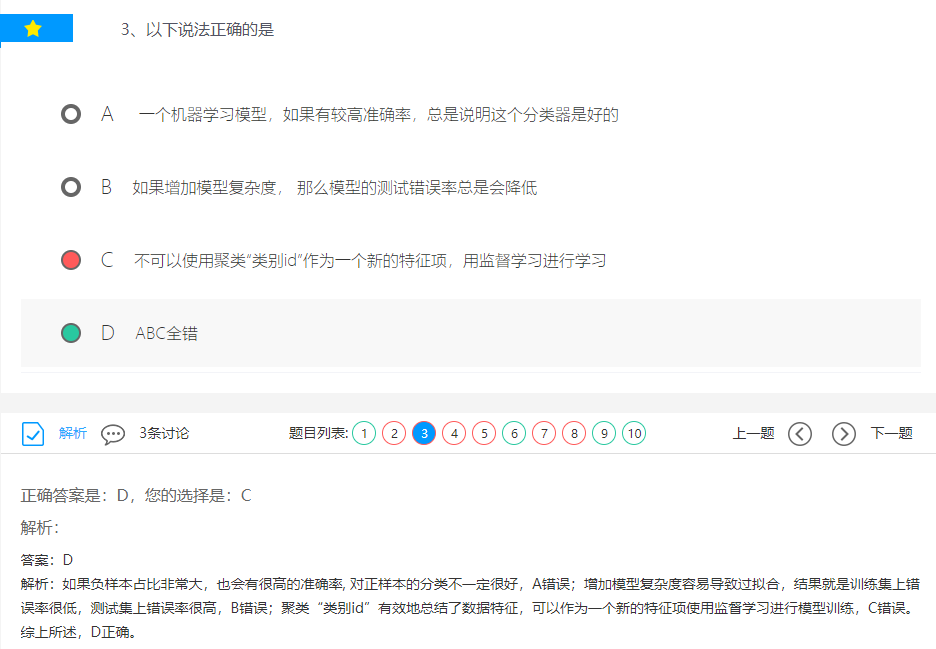 3、以下说法正确的是
A 一个机器学习模型，如果有较高准确率，总是说明这个分类器是好的
B 如果增加模型复杂度， 那么模型的测试错误率总是会降低
C 不可以使用聚类“类别id”作为一个新的特征项，用监督学习进行学习
D ABC全错
解析 3条讨论 题目列表: 1 2 3 4 5 6 7 8 9 10 上一题 下一题
正确答案是：D，您的选择是：C
解析：
答案：D
解析：如果负样本占比非常大，也会有很高的准确率, 对正样本的分类不一定很好，A错误；增加模型复杂度容易导致过拟合，结果就是训练集上错
误率很低，测试集上错误率很高，B错误；聚类“类别id”有效地总结了数据特征，可以作为一个新的特征项使用监督学习进行模型训练，C错误。
综上所述，D正确。